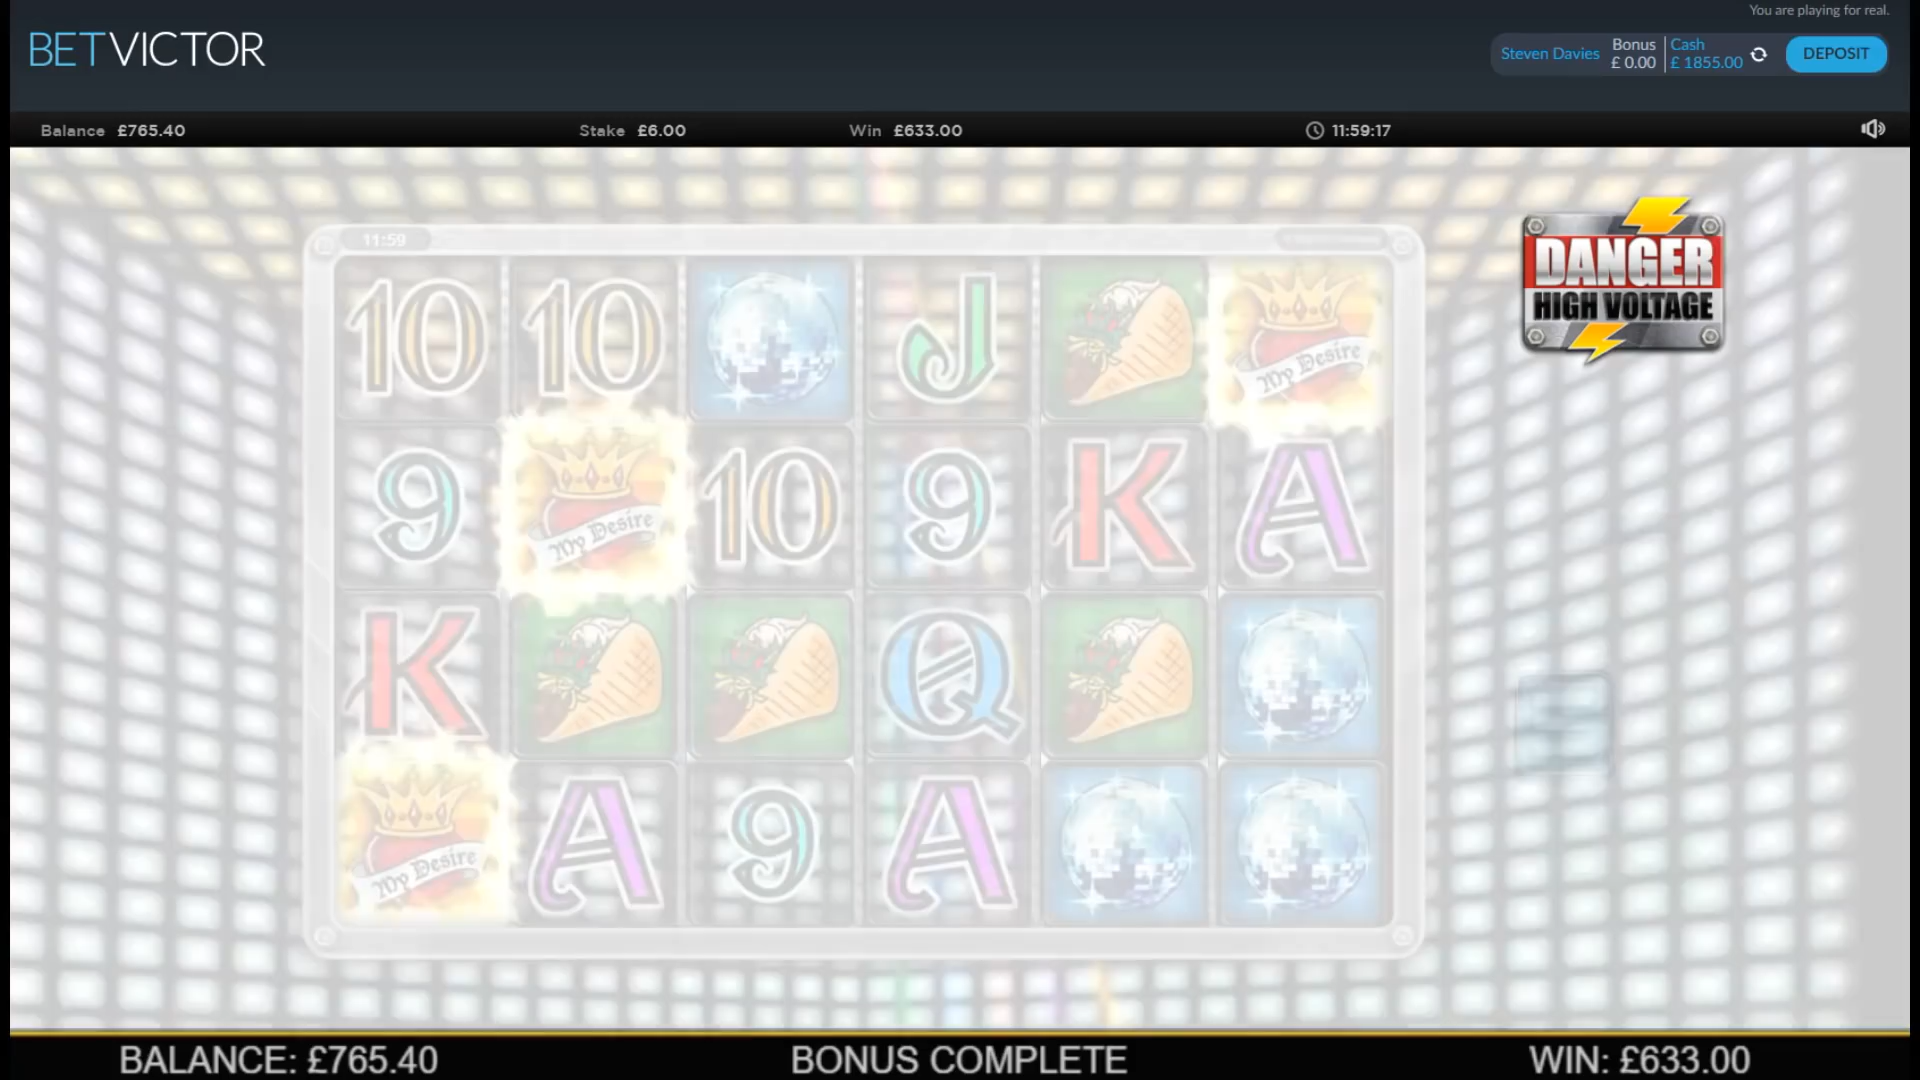 You are playing for real.
BETVICTOR
Steven Davies
Bonus
£ 0.00
Cash
£ 1855.00
DEPOSIT
Balance £765.40
Stake £6.00
Win £633.00
11:59:17
11:59
DANGER
HIGH VOLTAGE
10 10 J
My Desire
9
My Desire
10 9 K A
K Q
My Desire
A 9 A
BALANCE: £765.40
BONUS COMPLETE
WIN: £633.00